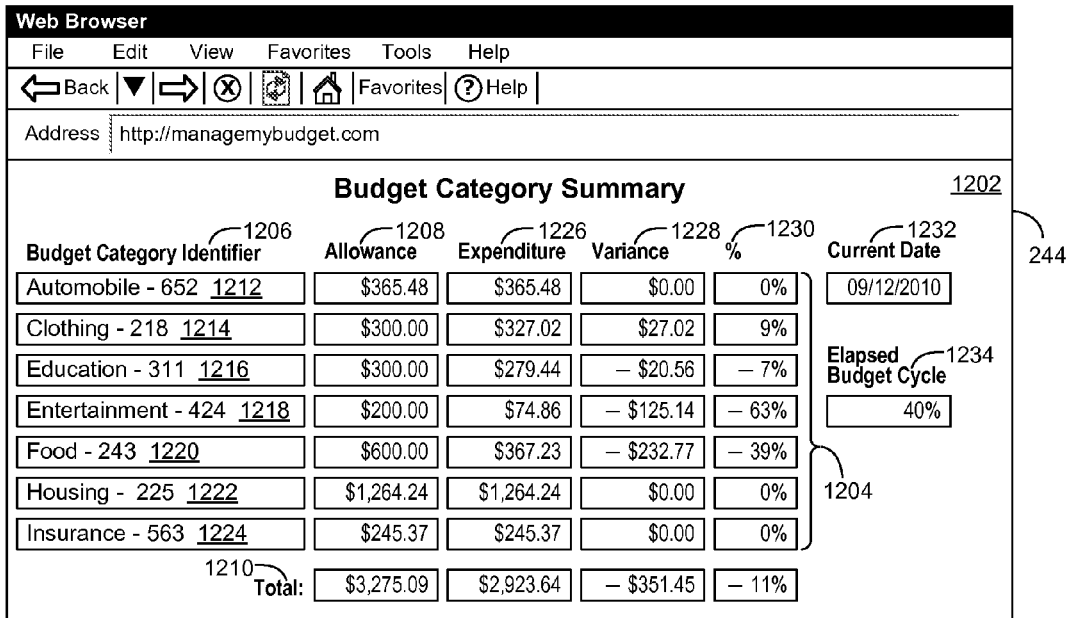 Web Browser
File Edit View Favorites Tools Help
Back Favorites ? Help
Address http://managemybudget.com
Budget Category Summary 1202
1206 1208 1226 1228 1230 1232
Budget Category Identifier Allowance Expenditure Variance % Current Date
244
Automobile - 652 1212 $365.48 $365.48 $0.00 0% 09/12/2010
Clothing - 218 1214 $300.00 $327.02 $27.02 9%
Elapsed Budget Cycle 1234
Education - 311 1216 $300.00 $279.44 – $20.56 – 7%
Entertainment - 424 1218 $200.00 $74.86 – $125.14 – 63% 40%
Food - 243 1220 $600.00 $367.23 – $232.77 – 39%
Housing - 225 1222 $1,264.24 $1,264.24 $0.00 0% 1204
Insurance - 563 1224 $245.37 $245.37 $0.00 0%
1210
Total: $3,275.09 $2,923.64 – $351.45 – 11%